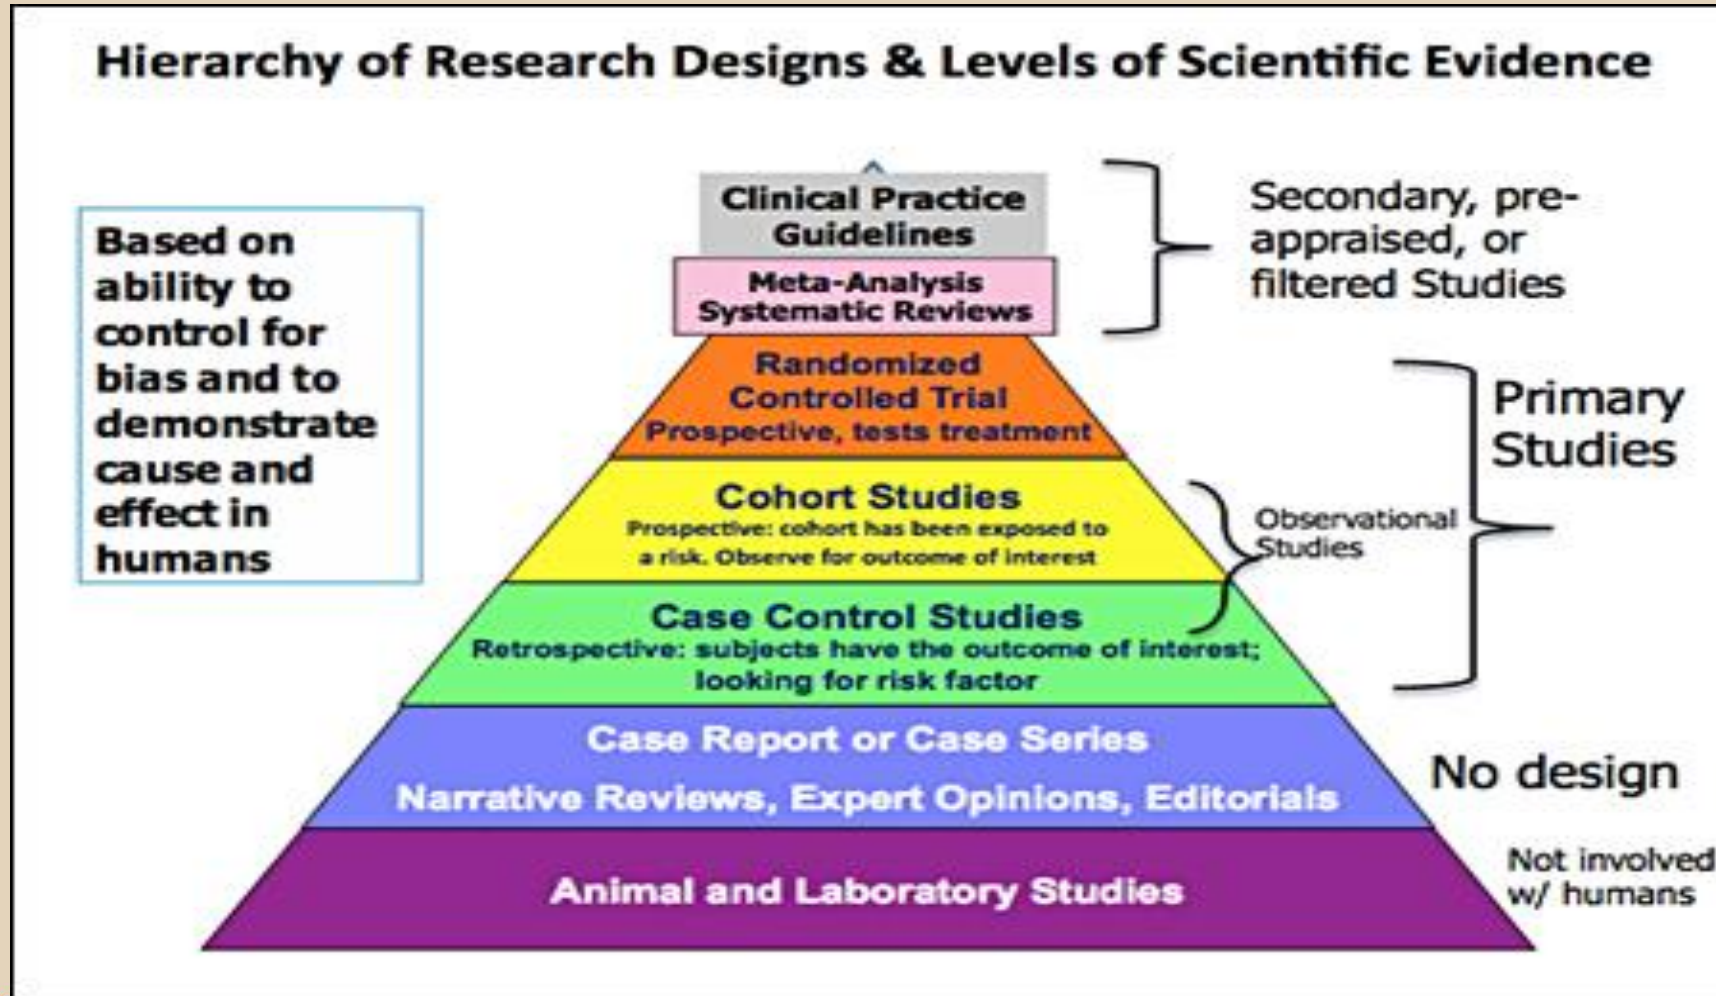 Hierarchy of Research Designs & Levels of Scientific Evidence
Based on
ability to
control for
bias and to
demonstrate
cause and
effect in
humans
Clinical Practice
Guidelines
Meta-Analysis
Systematic Reviews
Secondary, pre-
appraised, or
filtered Studies
Randomized
Controlled Trial
Prospective, tests treatment
Primary
Studies
Cohort Studies
Prospective: cohort has been exposed to
a risk. Observe for outcome of interest
Observational
Studies
Case Control Studies
Retrospective: subjects have the outcome of interest;
looking for risk factor
Case Report or Case Series
Narrative Reviews, Expert Opinions, Editorials
No design
Animal and Laboratory Studies
Not involved
w/ humans